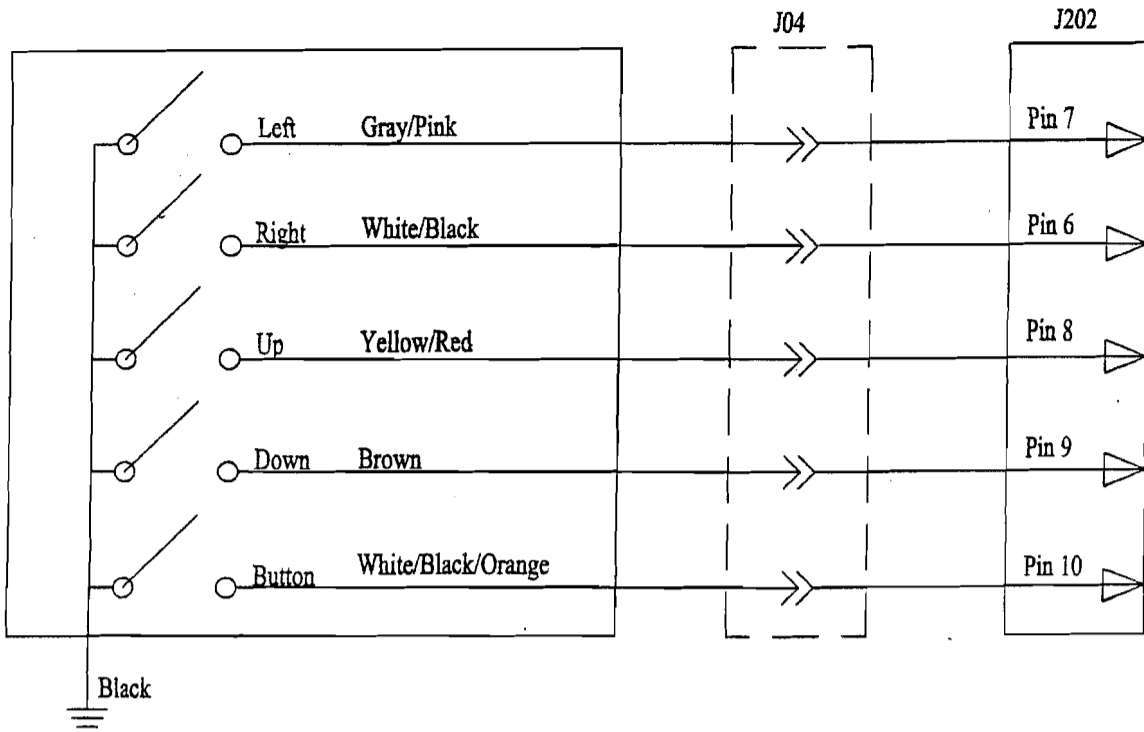 J04
J202
Left Gray/Pink Pin 7
Right White/Black Pin 6
Up Yellow/Red Pin 8
Down Brown Pin 9
Button White/Black/Orange Pin 10
Black